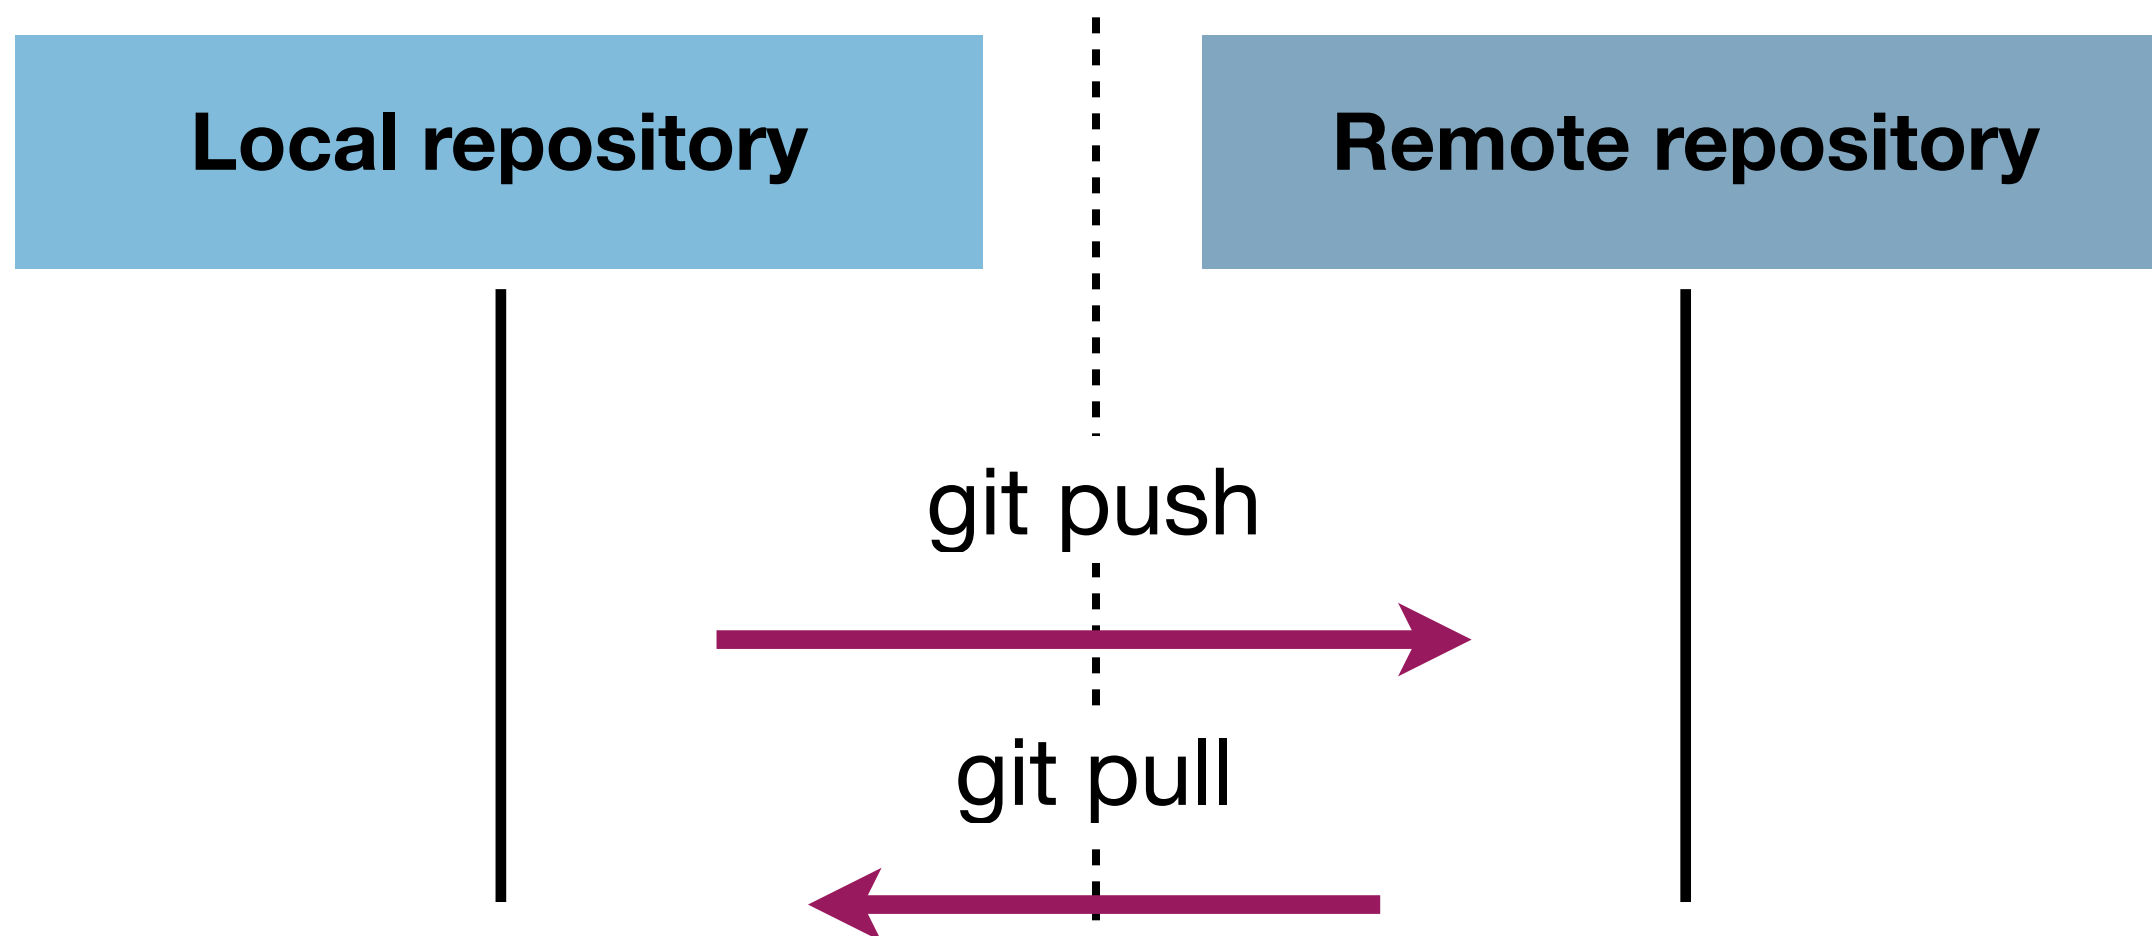 Local repository
Remote repository
git push
git pull